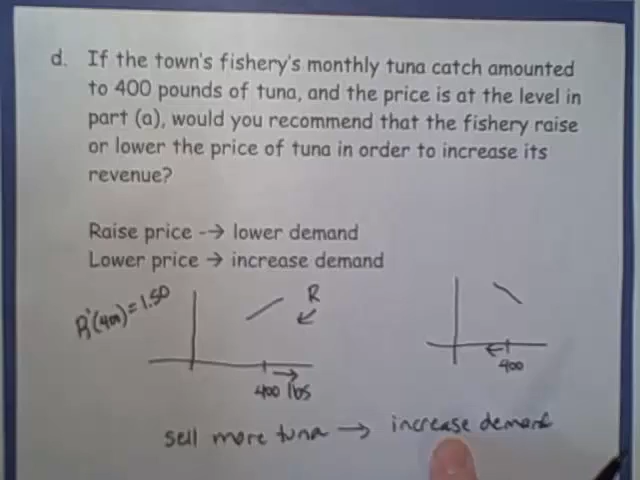 d. If the town's fishery's monthly tuna catch amounted
to 400 pounds of tuna, and the price is at the level in
part (a), would you recommend that the fishery raise
or lower the price of tuna in order to increase its
revenue?
Raise price --> lower demand
Lower price → increase demand
R'(400) = 1.50
R
400 lbs
400
sell more tuna → increase demand